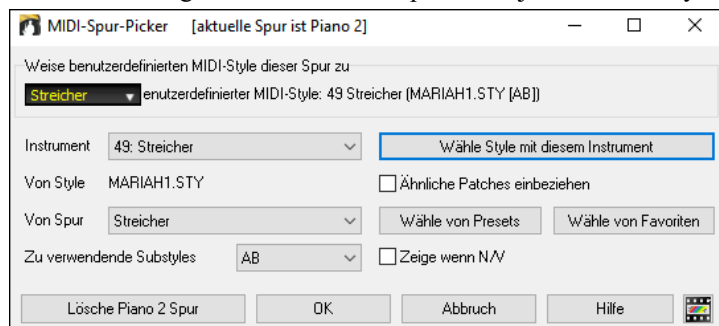 MIDI-Spur-Picker [aktuelle Spur ist Piano 2]
Weise benutzerdefinierten MIDI-Style dieser Spur zu
Streicher enutzerdefinierter MIDI-Style: 49 Streicher (MARIAH1.STY [AB])
Instrument 49: Streicher Wähle Style mit diesem Instrument
Von Style MARIAH1.STY Ähnliche Patches einbeziehen
Von Spur Streicher Wähle von Presets Wähle von Favoriten
Zu verwendende Substyles AB Zeige wenn N/V
Lösche Piano 2 Spur OK Abbruch Hilfe